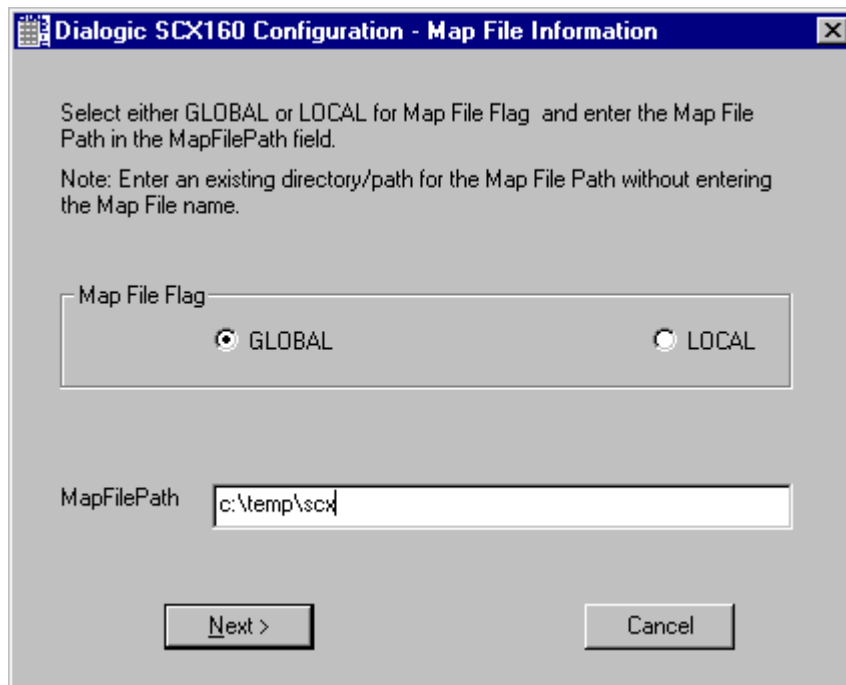 Dialogic SCX160 Configuration - Map File Information
Select either GLOBAL or LOCAL for Map File Flag  and enter the Map File
Path in the MapFilePath field.
Note: Enter an existing directory/path for the Map File Path without entering
the Map File name.
Map File Flag
GLOBAL
LOCAL
MapFilePath
c:\temp\scx
Next >
Cancel